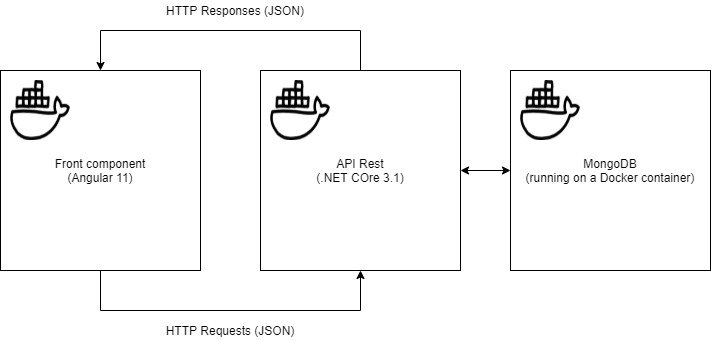 HTTP Responses (JSON)
Front component
(Angular 11)
API Rest
(.NET COre 3.1)
MongoDB
(running on a Docker container)
HTTP Requests (JSON)